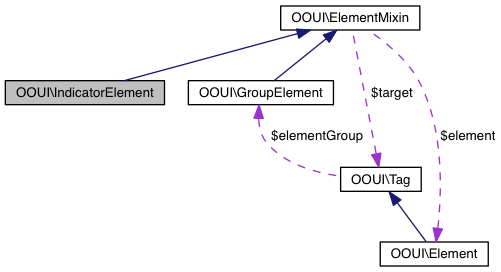 OOUI\ElementMixin
OOUI\IndicatorElement
OOUI\GroupElement
$target
$elementGroup
$element
OOUI\Tag
OOUI\Element